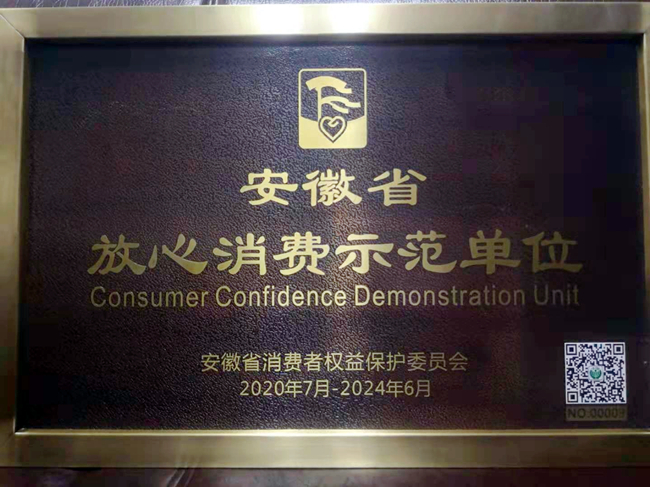 安徽省
放心消费示范单位
Consumer Confidence Demonstration Unit
安徽省消费者权益保护委员会
2020年7月-2024年6月